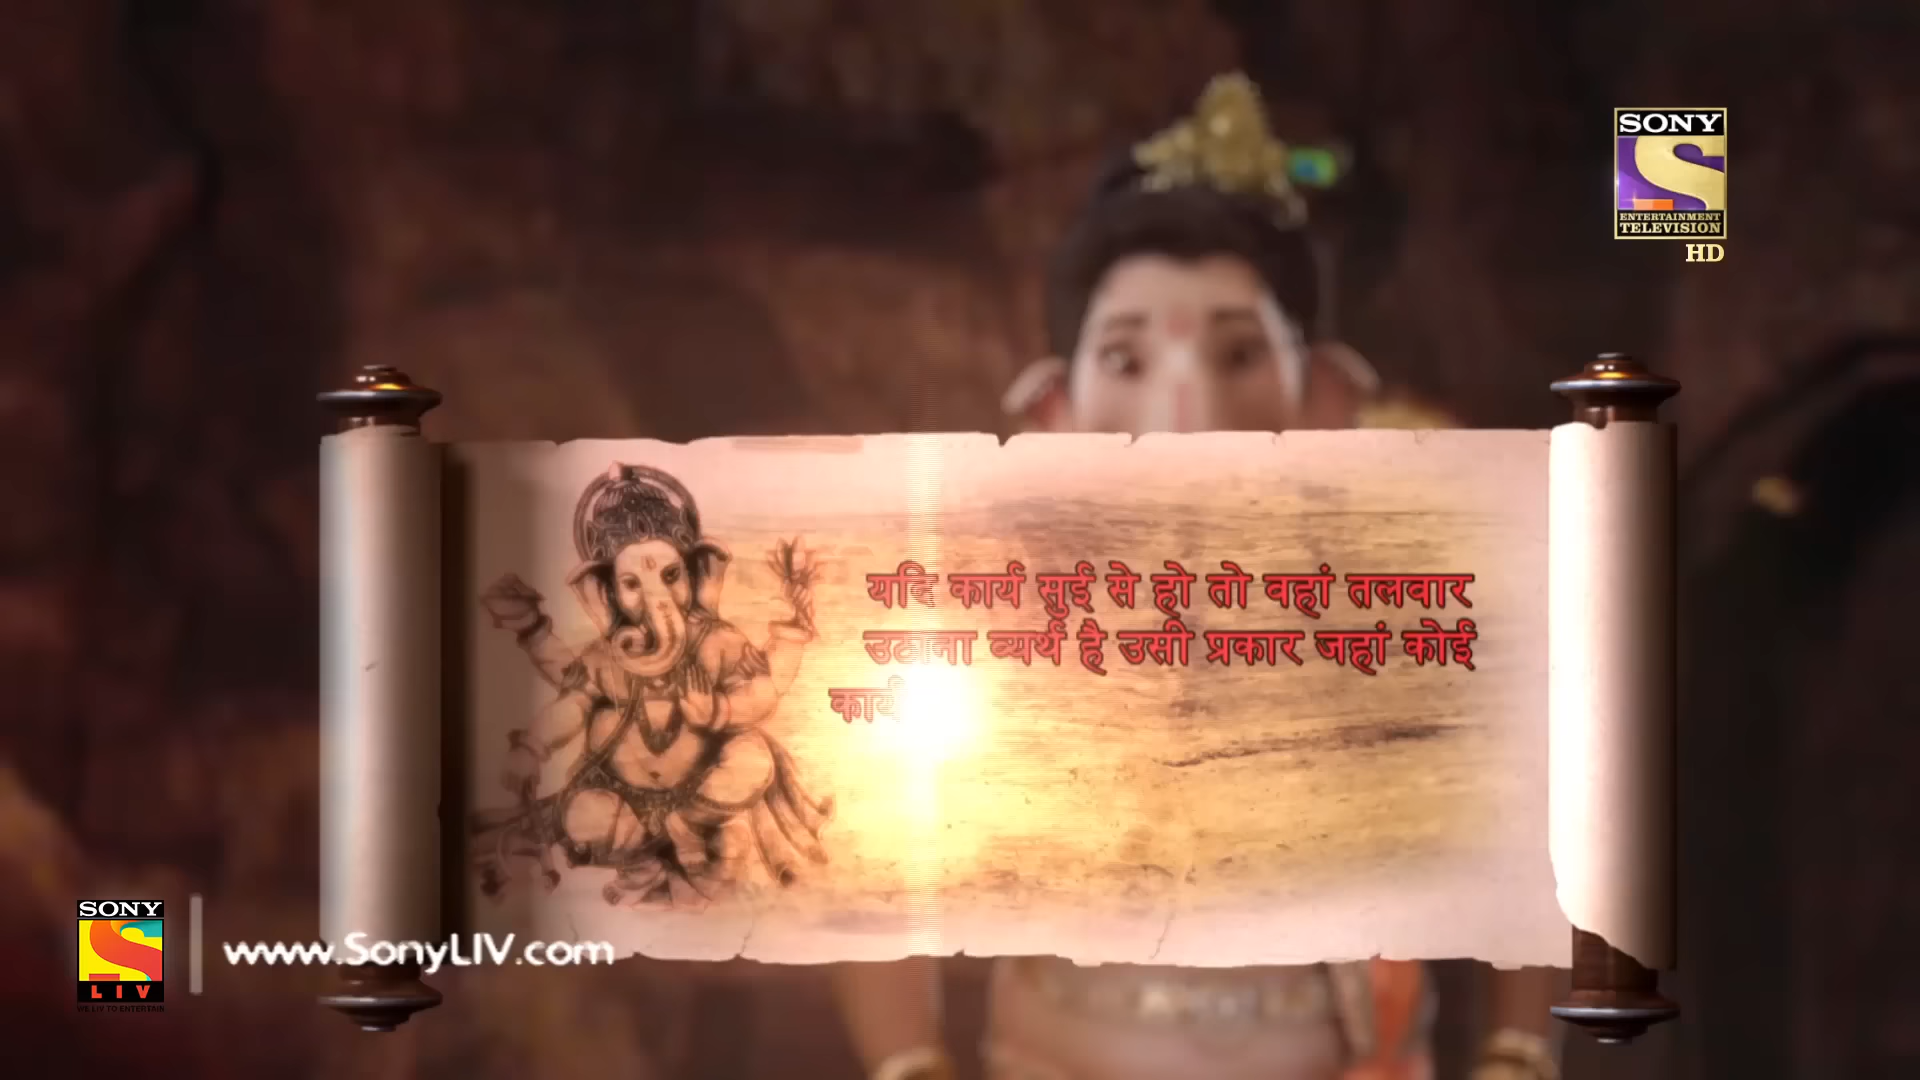 SONY
ENTERTAINMENT
TELEVISION
HD
यदि कार्य सुई से हो तो वहां तलवार
उठाना व्यर्थ है उसी प्रकार जहां कोई
SONY
LIV
www.SonyLIV.com